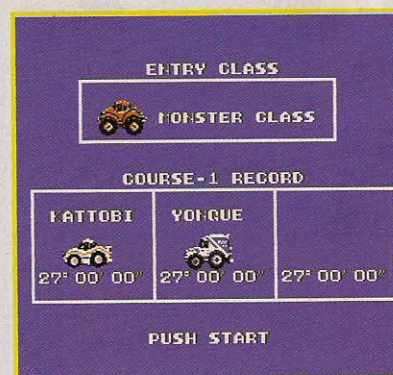 ENTRY CLASS
MONSTER CLASS
COURSE-1 RECORD
KATTOBI YONQUE
27" 00' 00" 27" 00' 00" 27" 00' 00"
PUSH START